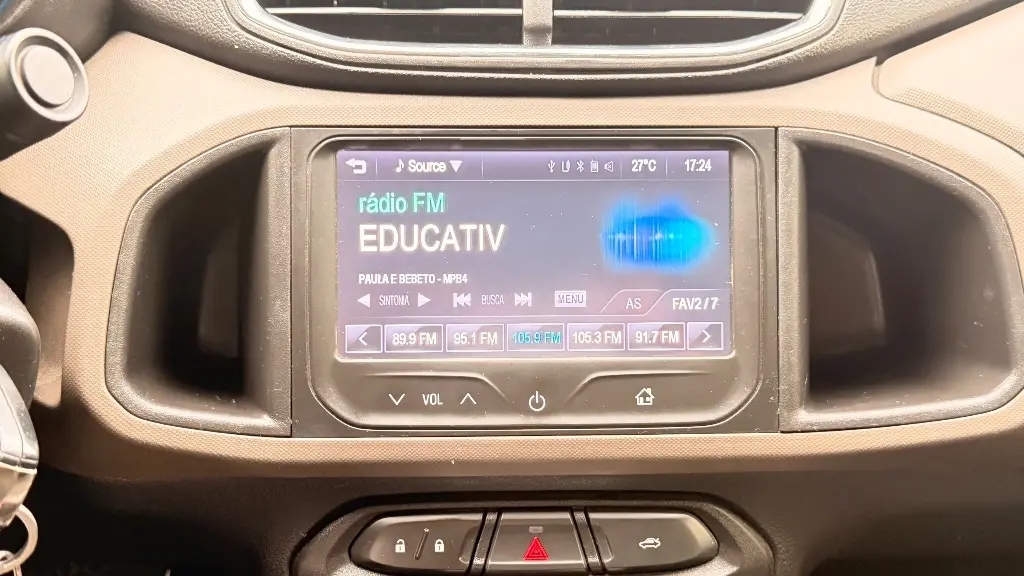 Source 27°C 17:24
rádio FM
EDUCATIV
PAULA E BEBETO - MPB4
SINTONIA BUSCA MENU AS FAV2/7
89.9 FM 95.1 FM 105.9 FM 105.3 FM 91.7 FM
VOL